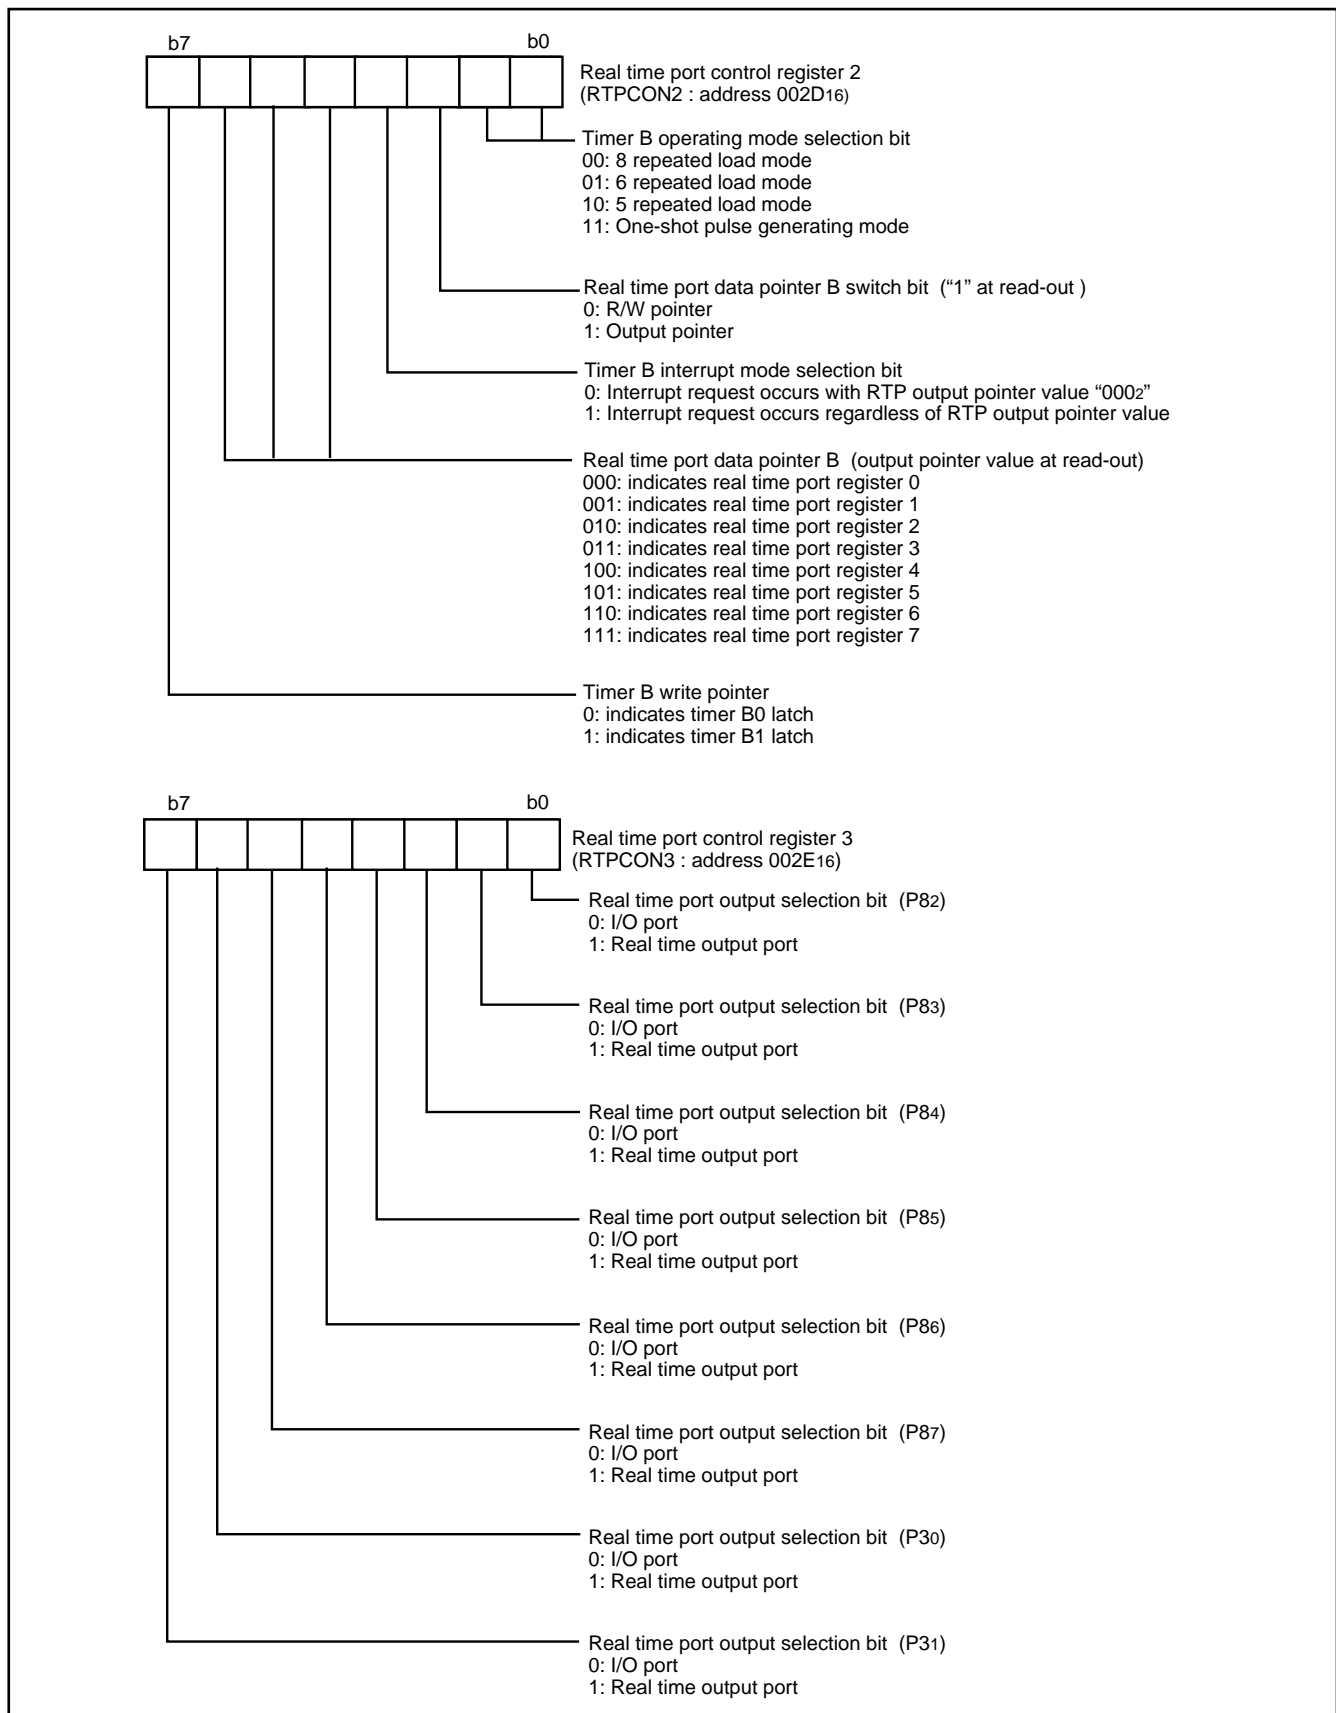 b7 b0
Real time port control register 2
(RTPCON2 : address 002D16)
Timer B operating mode selection bit
00: 8 repeated load mode
01: 6 repeated load mode
10: 5 repeated load mode
11: One-shot pulse generating mode
Real time port data pointer B switch bit (“1” at read-out )
0: R/W pointer
1: Output pointer
Timer B interrupt mode selection bit
0: Interrupt request occurs with RTP output pointer value “0002”
1: Interrupt request occurs regardless of RTP output pointer value
Real time port data pointer B (output pointer value at read-out)
000: indicates real time port register 0
001: indicates real time port register 1
010: indicates real time port register 2
011: indicates real time port register 3
100: indicates real time port register 4
101: indicates real time port register 5
110: indicates real time port register 6
111: indicates real time port register 7
Timer B write pointer
0: indicates timer B0 latch
1: indicates timer B1 latch
b7 b0
Real time port control register 3
(RTPCON3 : address 002E16)
Real time port output selection bit (P82)
0: I/O port
1: Real time output port
Real time port output selection bit (P83)
0: I/O port
1: Real time output port
Real time port output selection bit (P84)
0: I/O port
1: Real time output port
Real time port output selection bit (P85)
0: I/O port
1: Real time output port
Real time port output selection bit (P86)
0: I/O port
1: Real time output port
Real time port output selection bit (P87)
0: I/O port
1: Real time output port
Real time port output selection bit (P30)
0: I/O port
1: Real time output port
Real time port output selection bit (P31)
0: I/O port
1: Real time output port